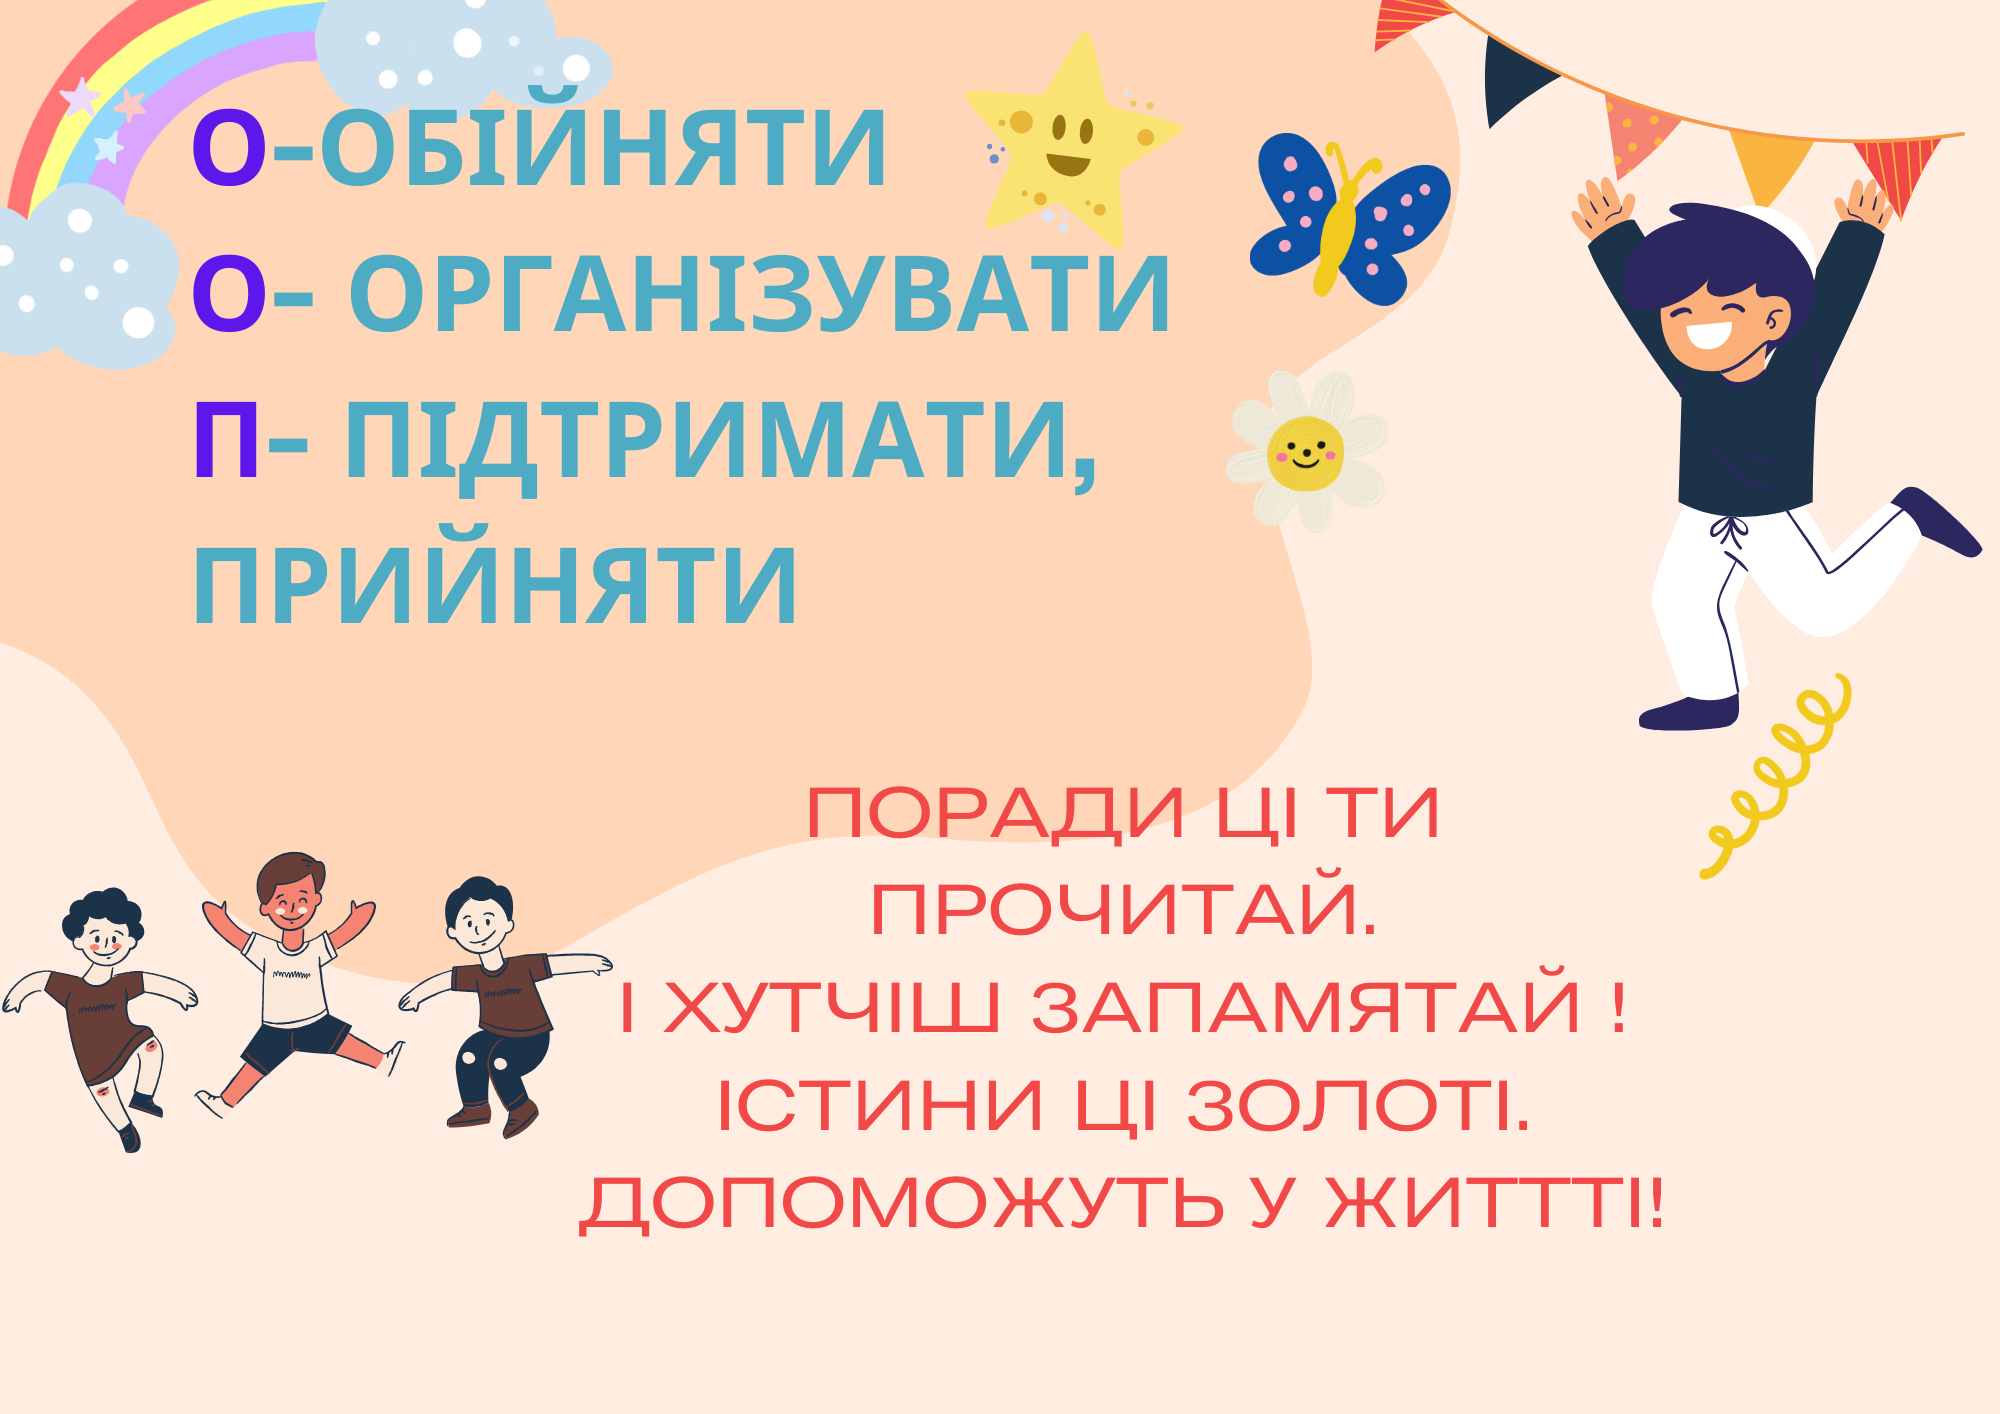 О-ОБІЙНЯТИ
О- ОРГАНІЗУВАТИ
П- ПІДТРИМАТИ,
ПРИЙНЯТИ
ПОРАДИ ЦІ ТИ
ПРОЧИТАЙ.
І ХУТЧІШ ЗАПАМЯТАЙ !
ІСТИНИ ЦІ ЗОЛОТІ.
ДОПОМОЖУТЬ У ЖИТТТІ!